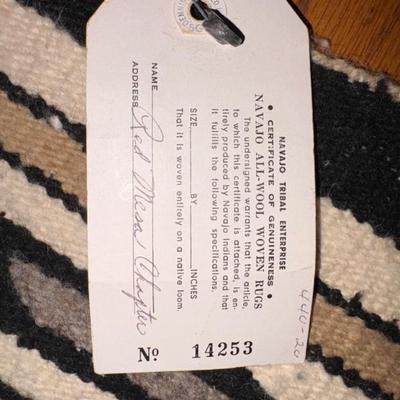 NAVAJO TRIBAL ENTERPRISE
• CERTIFICATE OF GENUINENESS •
NAVAJO ALL-WOOL WOVEN RUGS
The undersigned warrants that the article,
to which this certificate is attached, is en-
tirely produced by Navajo Indians and that
it fulfills the following specifications.
SIZE BY INCHES
That it is woven entirely on a native loom.
NAME Red Mesa Chapter
ADDRESS
No. 14253
440-20